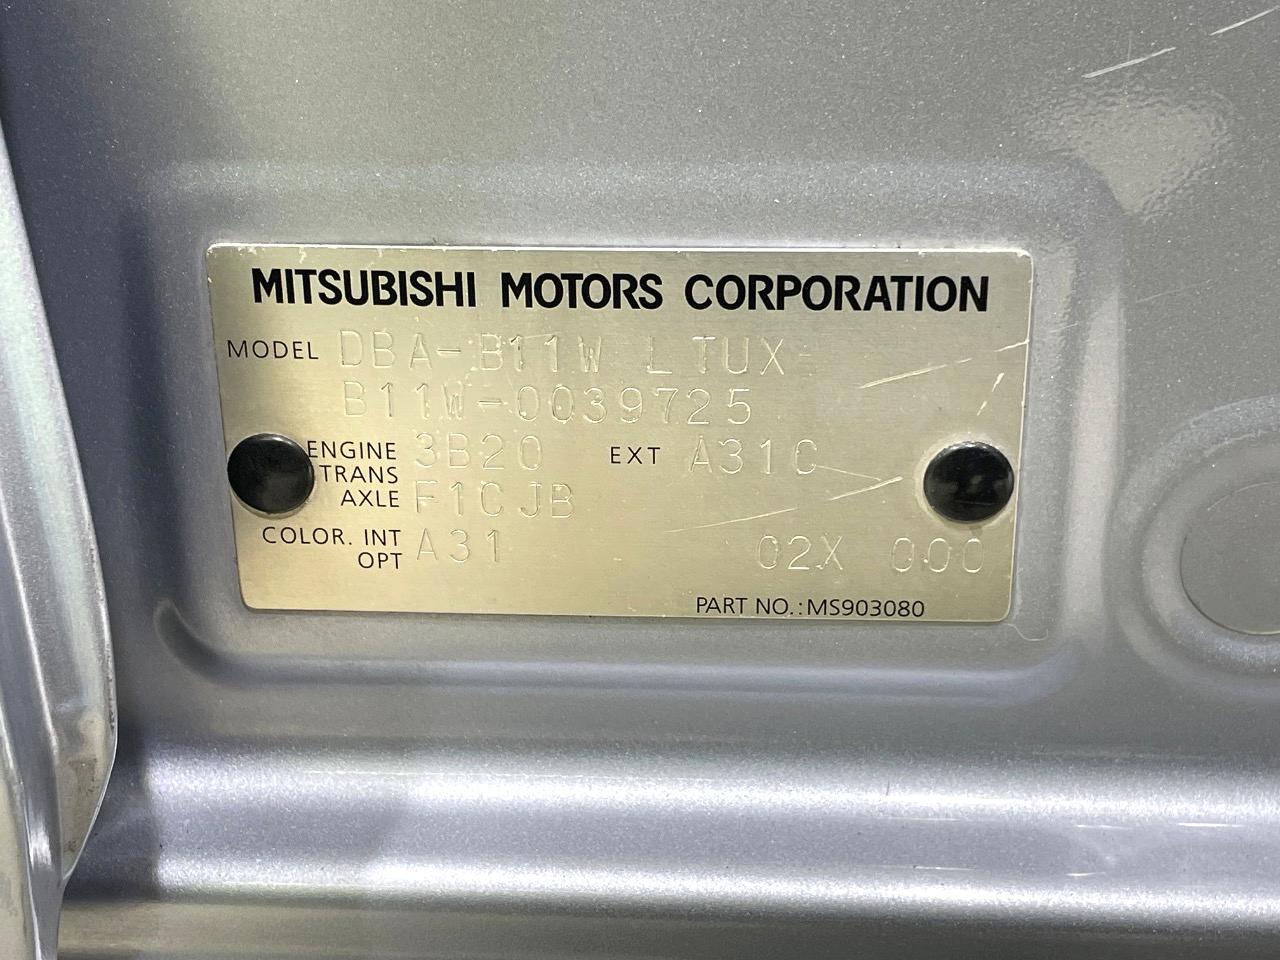 MITSUBISHI MOTORS CORPORATION
MODEL DBA-B11W LTUX
B11W-0039725
ENGINE 3B20 EXT A31C
TRANS
AXLE F1CJB
COLOR. INT A31 02X 000
OPT
PART NO.: MS903080